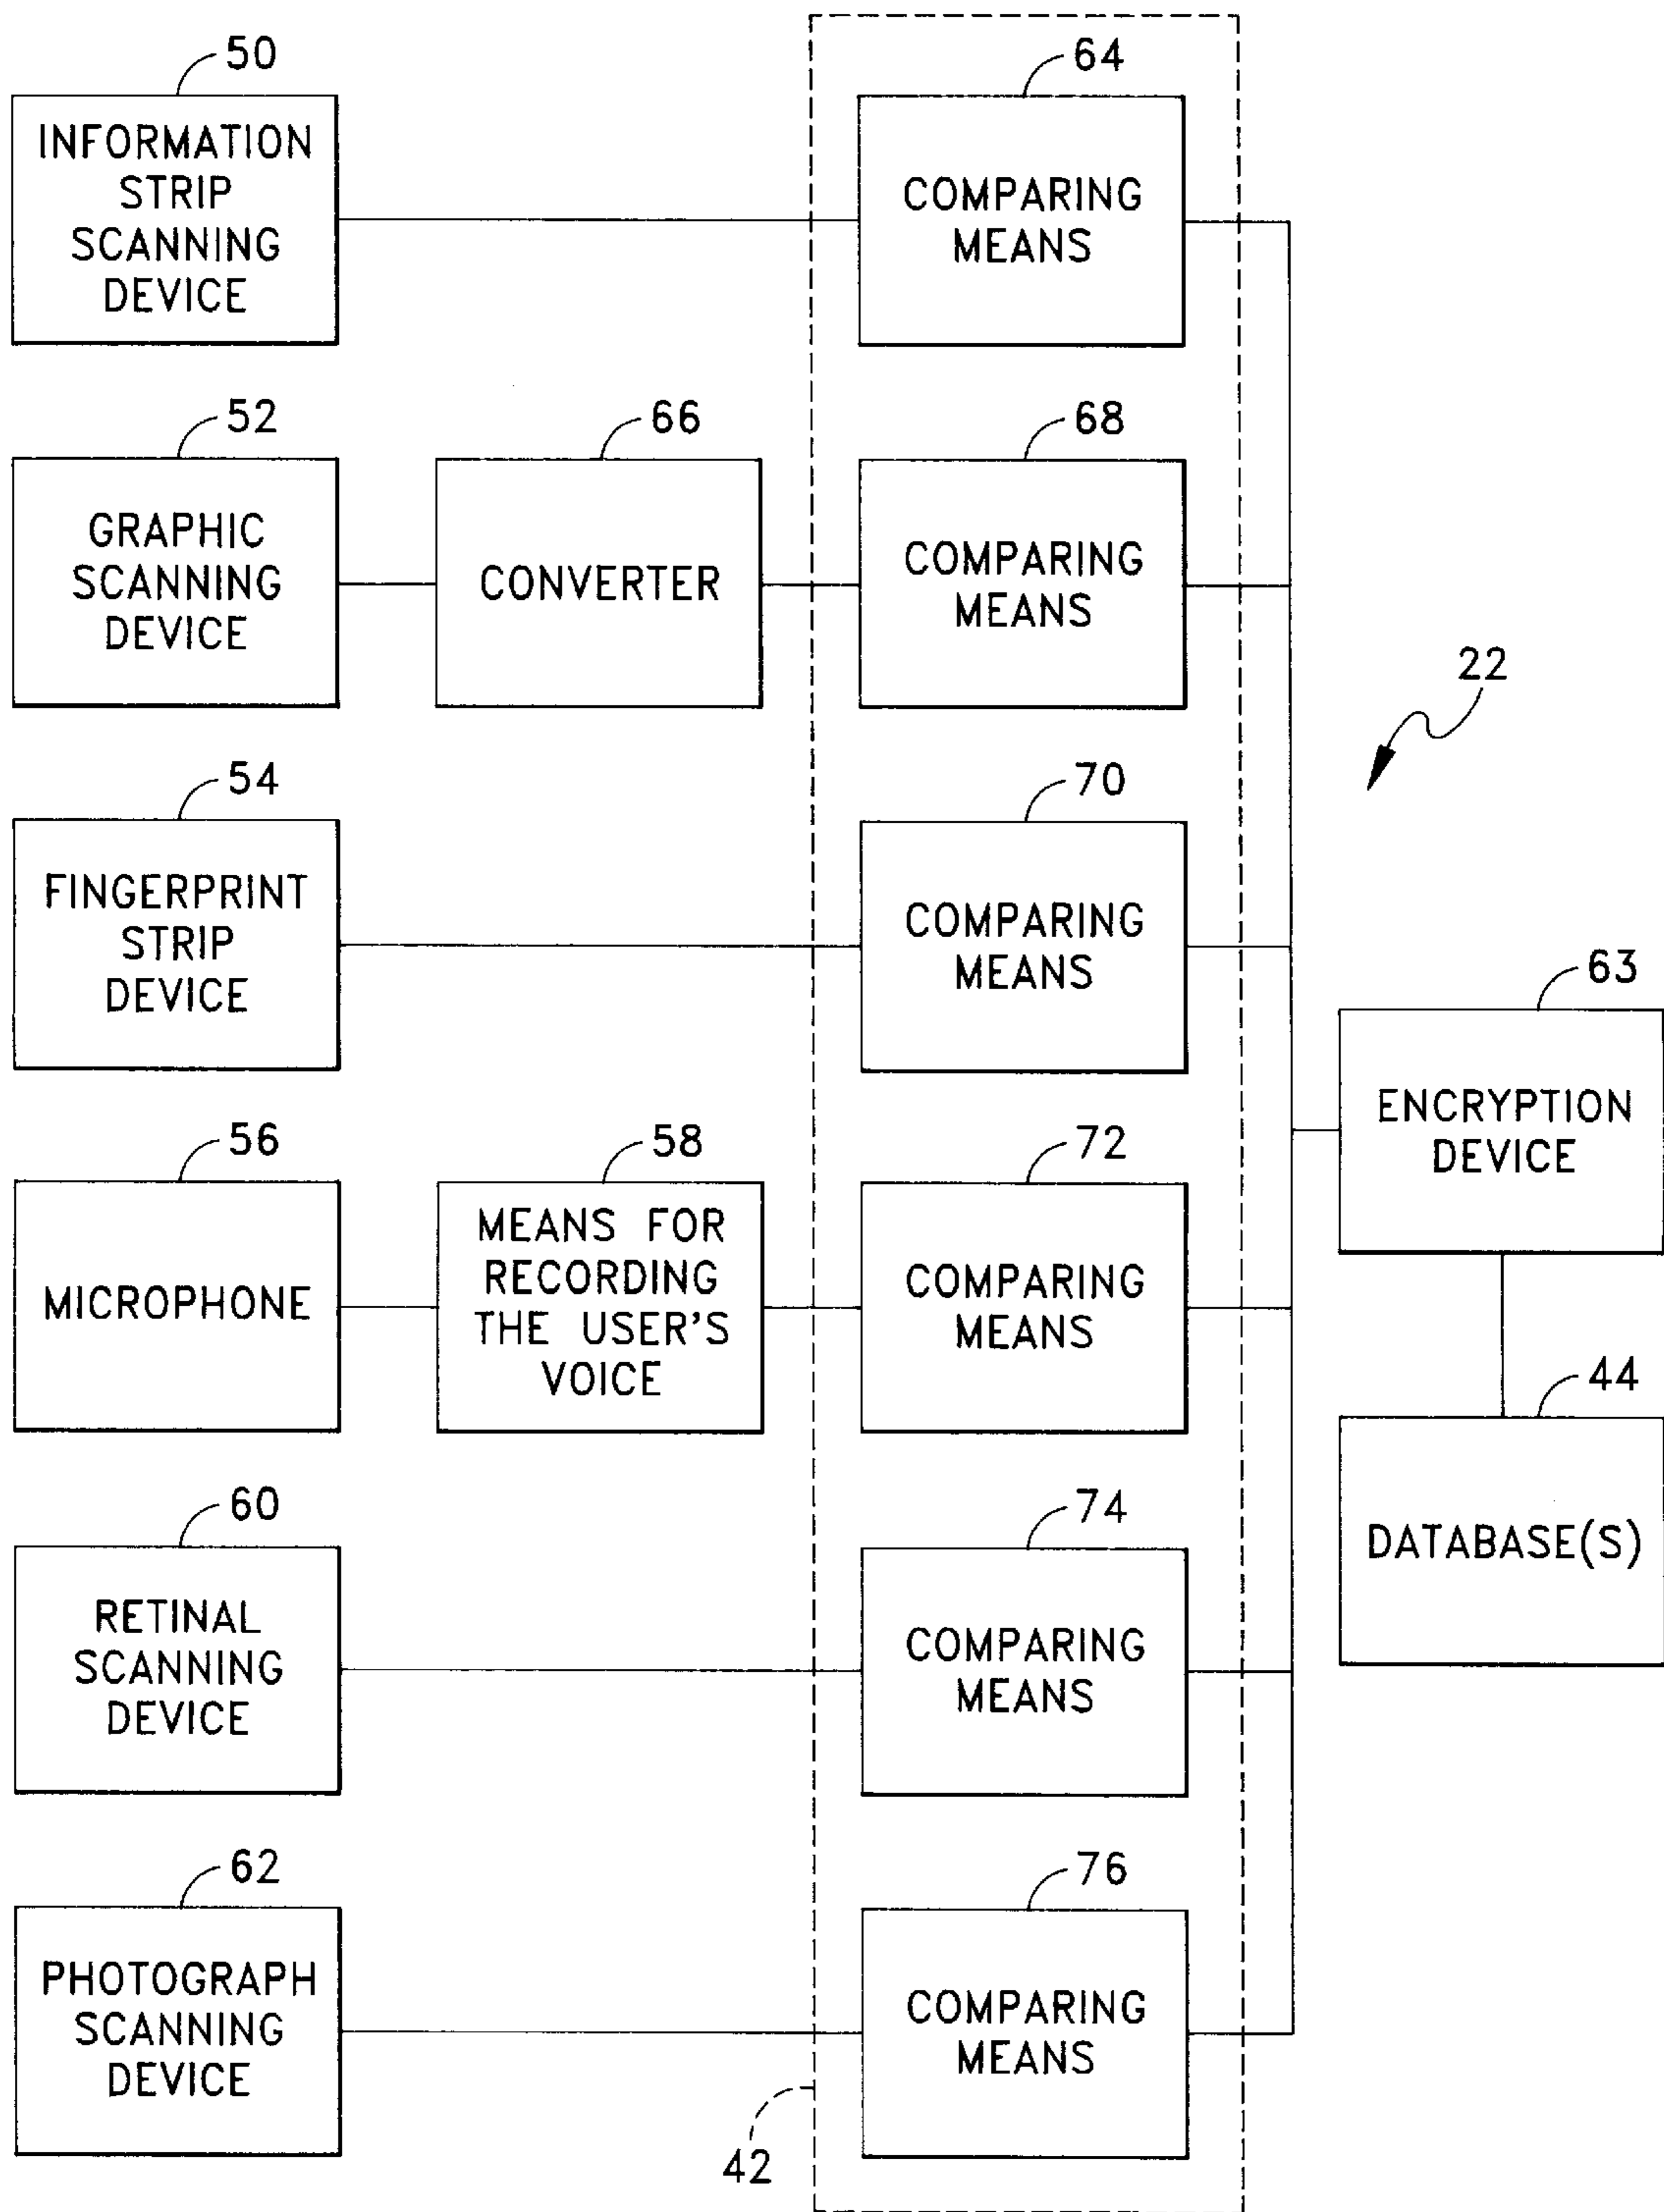 50
INFORMATION
STRIP
SCANNING
DEVICE
64
COMPARING
MEANS
52
GRAPHIC
SCANNING
DEVICE
66
CONVERTER
68
COMPARING
MEANS
22
54
FINGERPRINT
STRIP
DEVICE
70
COMPARING
MEANS
63
ENCRYPTION
DEVICE
56
MICROPHONE
58
MEANS FOR
RECORDING
THE USER'S
VOICE
72
COMPARING
MEANS
44
DATABASE(S)
60
RETINAL
SCANNING
DEVICE
74
COMPARING
MEANS
62
PHOTOGRAPH
SCANNING
DEVICE
76
COMPARING
MEANS
42